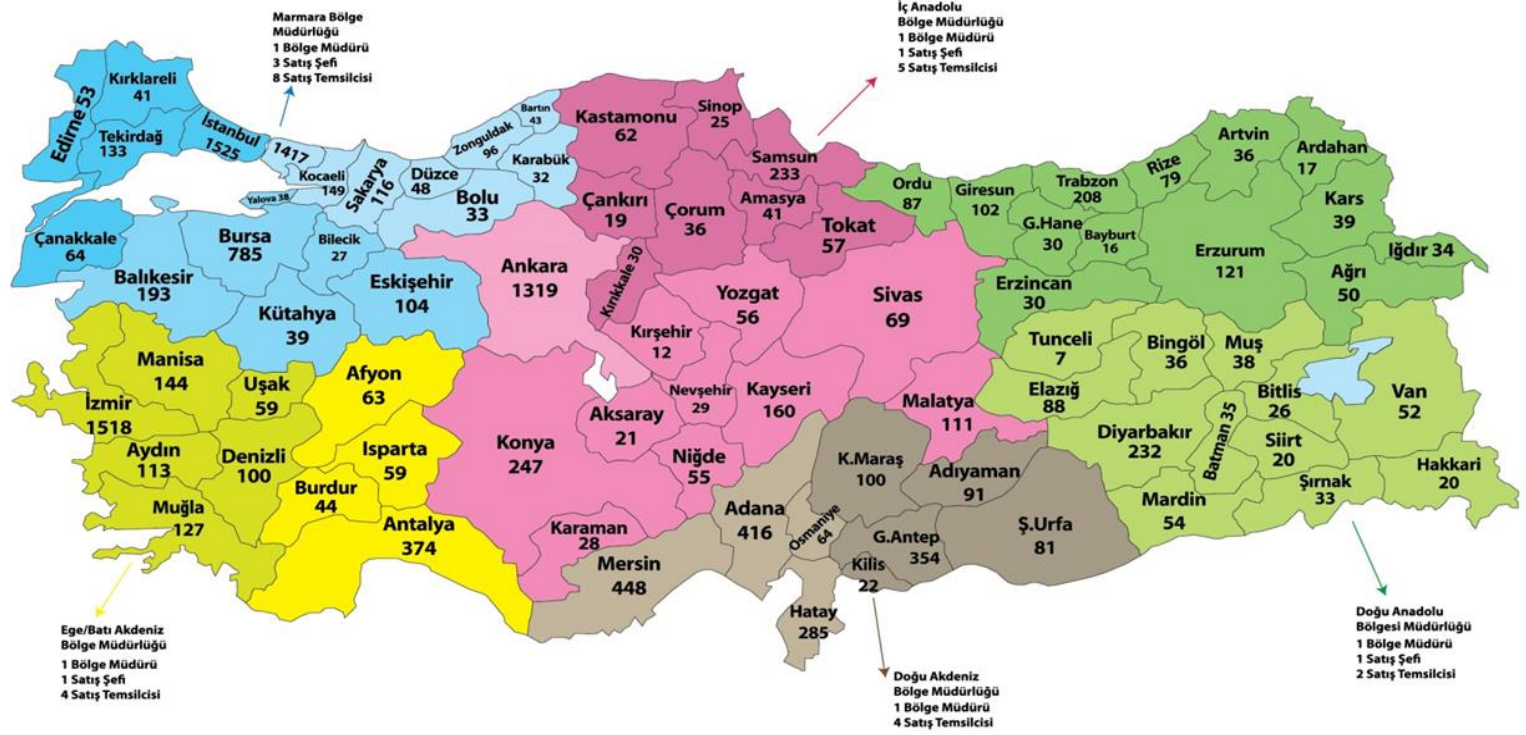 Marmara Bölge
Müdürlüğü
1 Bölge Müdürü
3 Satış Şefi
8 Satış Temsilcisi
İç Anadolu
Bölge Müdürlüğü
1 Bölge Müdürü
1 Satış Şefi
5 Satış Temsilcisi
Kırklareli
41
Edirne 53
Tekirdağ
133
İstanbul
1525
1417
Kocaeli
149
Yalova 38
Sakarya
116
Düzce
48
Bolu
33
Zonguldak
96
Bartın
43
Karabük
32
Kastamonu
62
Sinop
25
Samsun
233
Çankırı
19
Çorum
36
Amasya
41
Tokat
57
Ordu
87
Giresun
102
Trabzon
208
Rize
79
Artvin
36
Ardahan
17
Kars
39
Iğdır 34
Ağrı
50
Erzurum
121
G.Hane
30
Bayburt
16
Erzincan
30
Çanakkale
64
Balıkesir
193
Bursa
785
Bilecik
27
Kütahya
39
Eskişehir
104
Ankara
1319
Kırıkkale 30
Kırşehir
12
Yozgat
56
Sivas
69
Nevşehir
29
Kayseri
160
Malatya
111
Aksaray
21
Niğde
55
Konya
247
Karaman
28
Tunceli
7
Bingöl
36
Muş
38
Bitlis
26
Van
52
Elazığ
88
Diyarbakır
232
Batman 35
Siirt
20
Şırnak
33
Hakkari
20
Mardin
54
Manisa
144
Uşak
59
İzmir
1518
Aydın
113
Denizli
100
Muğla
127
Afyon
63
Isparta
59
Burdur
44
Antalya
374
Mersin
448
Adana
416
Osmaniye
64
Hatay
285
K.Maraş
100
Adıyaman
91
G.Antep
354
Kilis
22
Ş.Urfa
81
Ege/Batı Akdeniz
Bölge Müdürlüğü
1 Bölge Müdürü
1 Satış Şefi
4 Satış Temsilcisi
Doğu Akdeniz
Bölge Müdürlüğü
1 Bölge Müdürü
4 Satış Temsilcisi
Doğu Anadolu
Bölgesi Müdürlüğü
1 Bölge Müdürü
1 Satış Şefi
2 Satış Temsilcisi